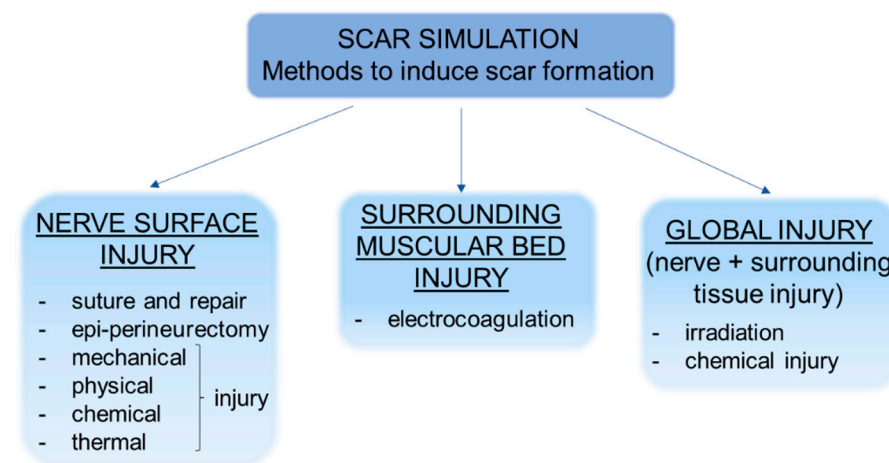 SCAR SIMULATION
Methods to induce scar formation
NERVE SURFACE
INJURY
- suture and repair
- epi-perineurectomy
- mechanical
- physical
- chemical
- thermal
injury
SURROUNDING
MUSCULAR BED
INJURY
- electrocoagulation
GLOBAL INJURY
(nerve + surrounding
tissue injury)
- irradiation
- chemical injury